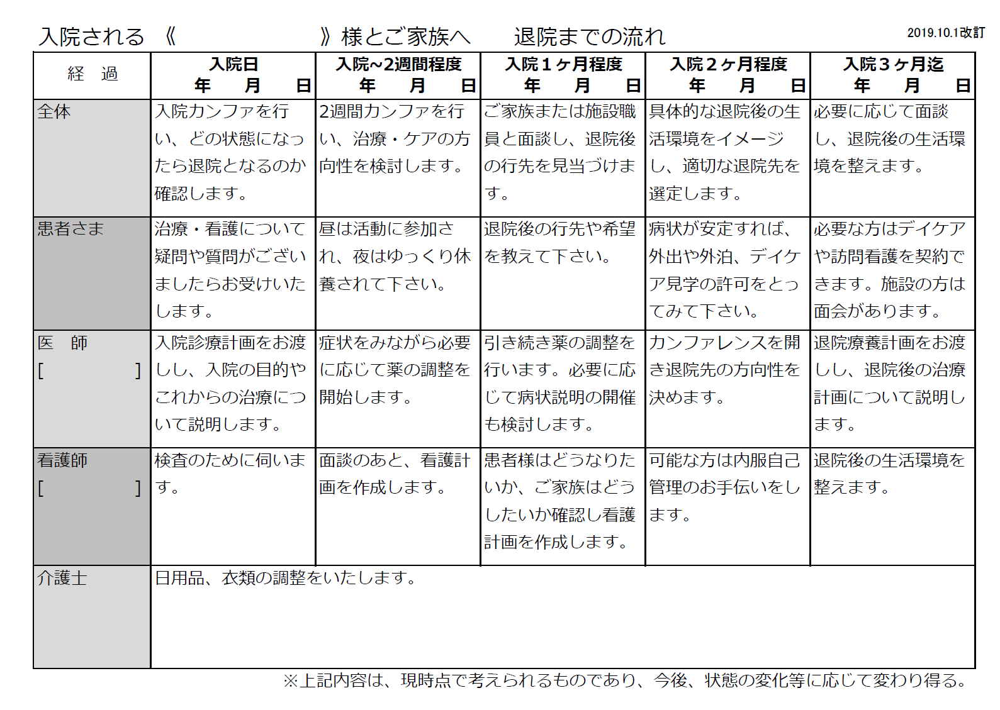 入院される　《　　　　　　　》様とご家族へ　　退院までの流れ
2019.10.1改訂
経　過
入院日
年　　月　　日
入院~2週間程度
年　　月　　日
入院１ヶ月程度
年　　月　　日
入院２ヶ月程度
年　　月　　日
入院３ヶ月迄
年　　月　　日
全体
入院カンファを行
い、どの状態になっ
たら退院となるのか
確認します。
2週間カンファを行
い、治療・ケアの方
向性を検討します。
ご家族または施設職
員と面談し、退院後
の行先を見当づけま
す。
具体的な退院後の生
活環境をイメージ
し、適切な退院先を
選定します。
必要に応じて面談
し、退院後の生活環
境を整えます。
患者さま
治療・看護について
疑問や質問がござい
ましたらお受けいた
します。
昼は活動に参加さ
れ、夜はゆっくり休
養されて下さい。
退院後の行先や希望
を教えて下さい。
病状が安定すれば、
外出や外泊、デイケ
ア見学の許可をとっ
てみて下さい。
必要な方はデイケア
や訪問看護を契約で
きます。施設の方は
面会があります。
医　師
[　　　　　]
入院診療計画をお渡
しし、入院の目的や
これからの治療につ
いて説明します。
症状をみながら必要
に応じて薬の調整を
開始します。
引き続き薬の調整を
行います。必要に応
じて病状説明の開催
も検討します。
カンファレンスを開
き退院先の方向性を
決めます。
退院療養計画をお渡
しし、退院後の治療
計画について説明し
ます。
看護師
[　　　　　]
検査のために伺いま
す。
面談のあと、看護計
画を作成します。
患者様はどうなりた
いか、ご家族はどう
したいか確認し看護
計画を作成します。
可能な方は内服自己
管理のお手伝いをし
ます。
退院後の生活環境を
整えます。
介護士
日用品、衣類の調整をいたします。
※上記内容は、現時点で考えられるものであり、今後、状態の変化等に応じて変わり得る。